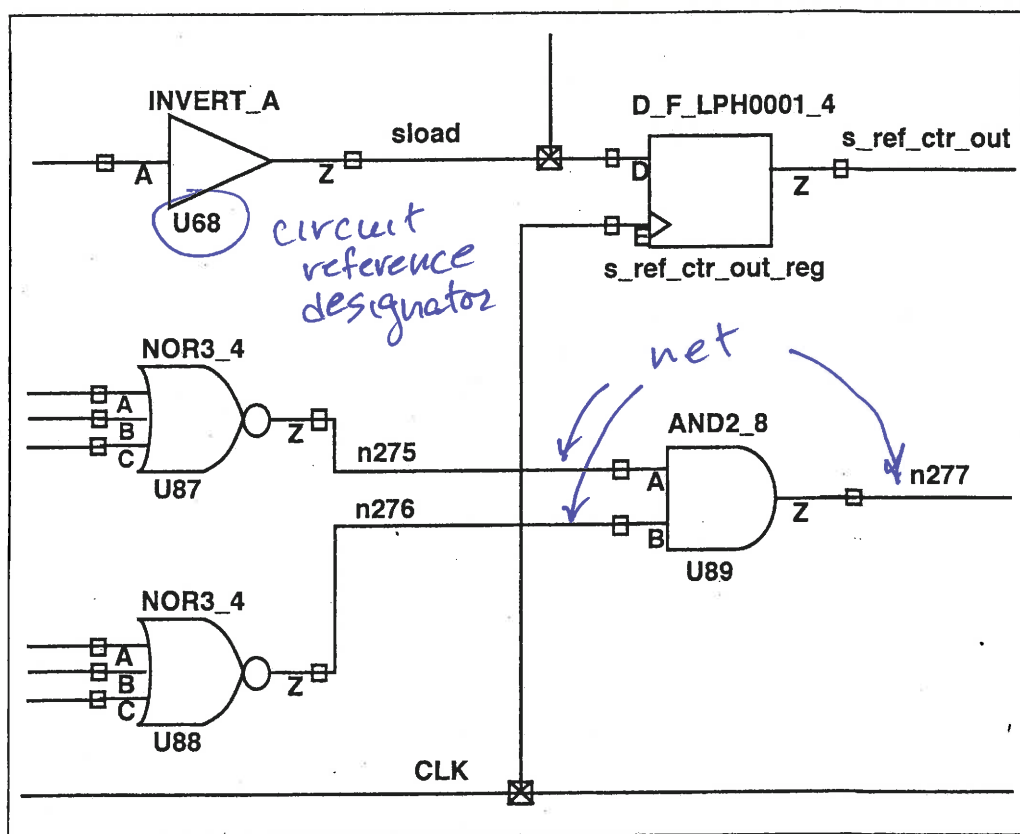 INVERT_A
D_F_LPH0001_4
sload
s_ref_ctr_out
A
Z
D
Z
U68
E
circuit
reference
designator
s_ref_ctr_out_reg
NOR3_4
net
A
B
C
Z
AND2_8
n275
n277
U87
A
Z
n276
B
U89
NOR3_4
A
B
C
Z
U88
CLK